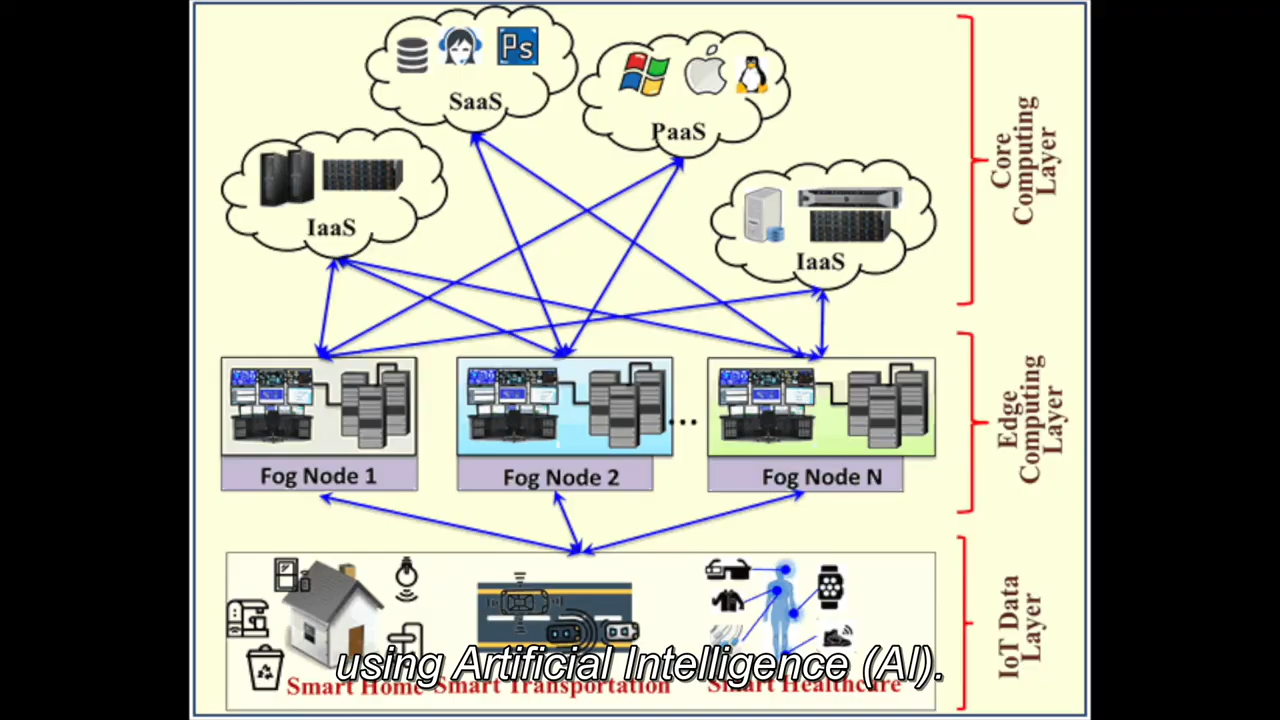 Ps
SaaS
PaaS
IaaS
IaaS
Core
Computing
Layer
Fog Node 1
Fog Node 2
...
Fog Node N
Edge
Computing
Layer
Smart Home
Smart Transportation
Smart Healthcare
IoT Data
Layer
using Artificial Intelligence (AI).